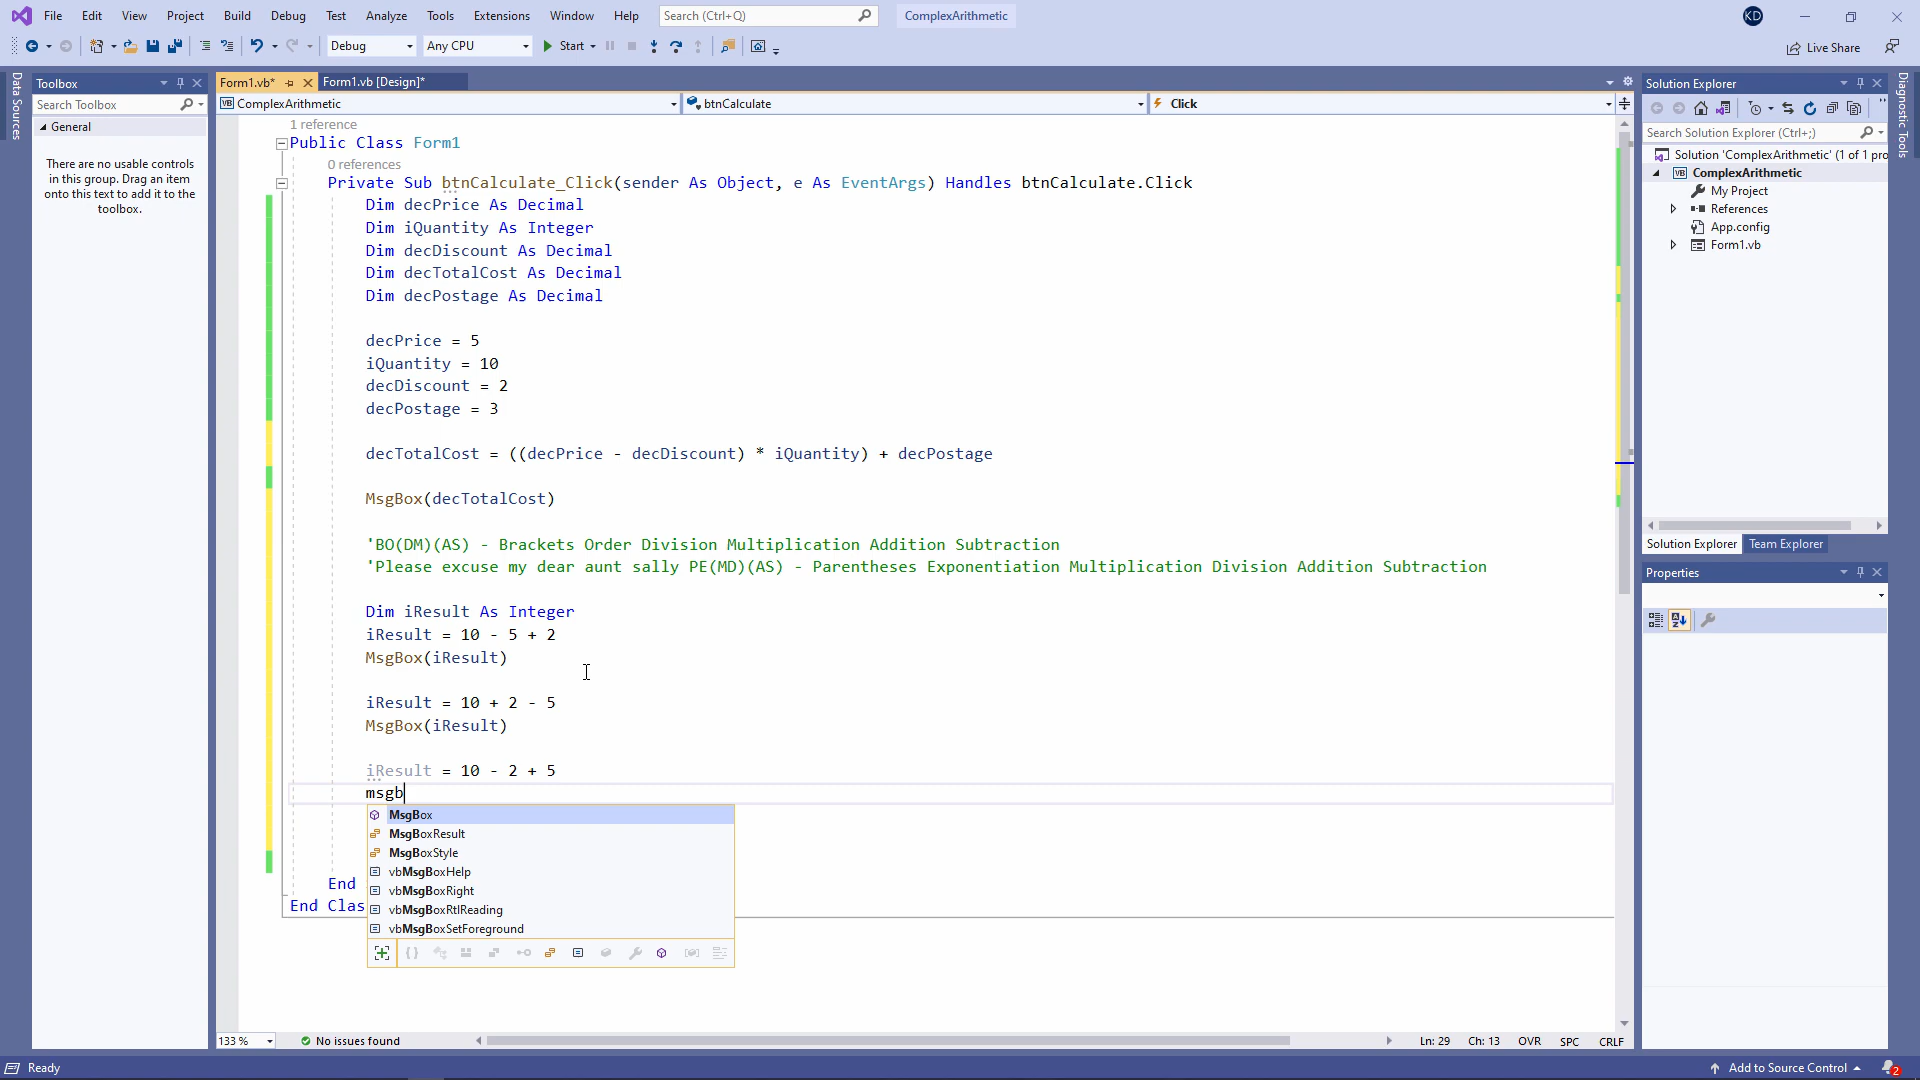 File Edit View Project Build Debug Test Analyze Tools Extensions Window Help Search (Ctrl+Q) ComplexArithmetic KD
Debug Any CPU Start Live Share
Data Sources
Toolbox
Search Toolbox
General
There are no usable controls
in this group. Drag an item
onto this text to add it to the
toolbox.
Form1.vb* Form1.vb [Design]*
VB ComplexArithmetic btnCalculate Click
1 reference
Public Class Form1
0 references
Private Sub btnCalculate_Click(sender As Object, e As EventArgs) Handles btnCalculate.Click
Dim decPrice As Decimal
Dim iQuantity As Integer
Dim decDiscount As Decimal
Dim decTotalCost As Decimal
Dim decPostage As Decimal
decPrice = 5
iQuantity = 10
decDiscount = 2
decPostage = 3
decTotalCost = ((decPrice - decDiscount) * iQuantity) + decPostage
MsgBox(decTotalCost)
'BO(DM)(AS) - Brackets Order Division Multiplication Addition Subtraction
'Please excuse my dear aunt sally PE(MD)(AS) - Parentheses Exponentiation Multiplication Division Addition Subtraction
Dim iResult As Integer
iResult = 10 - 5 + 2
MsgBox(iResult)
iResult = 10 + 2 - 5
MsgBox(iResult)
iResult = 10 - 2 + 5
msgb
MsgBox
MsgBoxResult
MsgBoxStyle
vbMsgBoxHelp
vbMsgBoxRight
vbMsgBoxRtlReading
vbMsgBoxSetForeground
End
End Clas
133 % No issues found Ln: 29 Ch: 13 OVR SPC CRLF
Solution Explorer
Search Solution Explorer (Ctrl+;)
Solution 'ComplexArithmetic' (1 of 1 pro
VB ComplexArithmetic
My Project
References
App.config
Form1.vb
Solution Explorer Team Explorer
Properties
Diagnostic Tools
Ready Add to Source Control 2